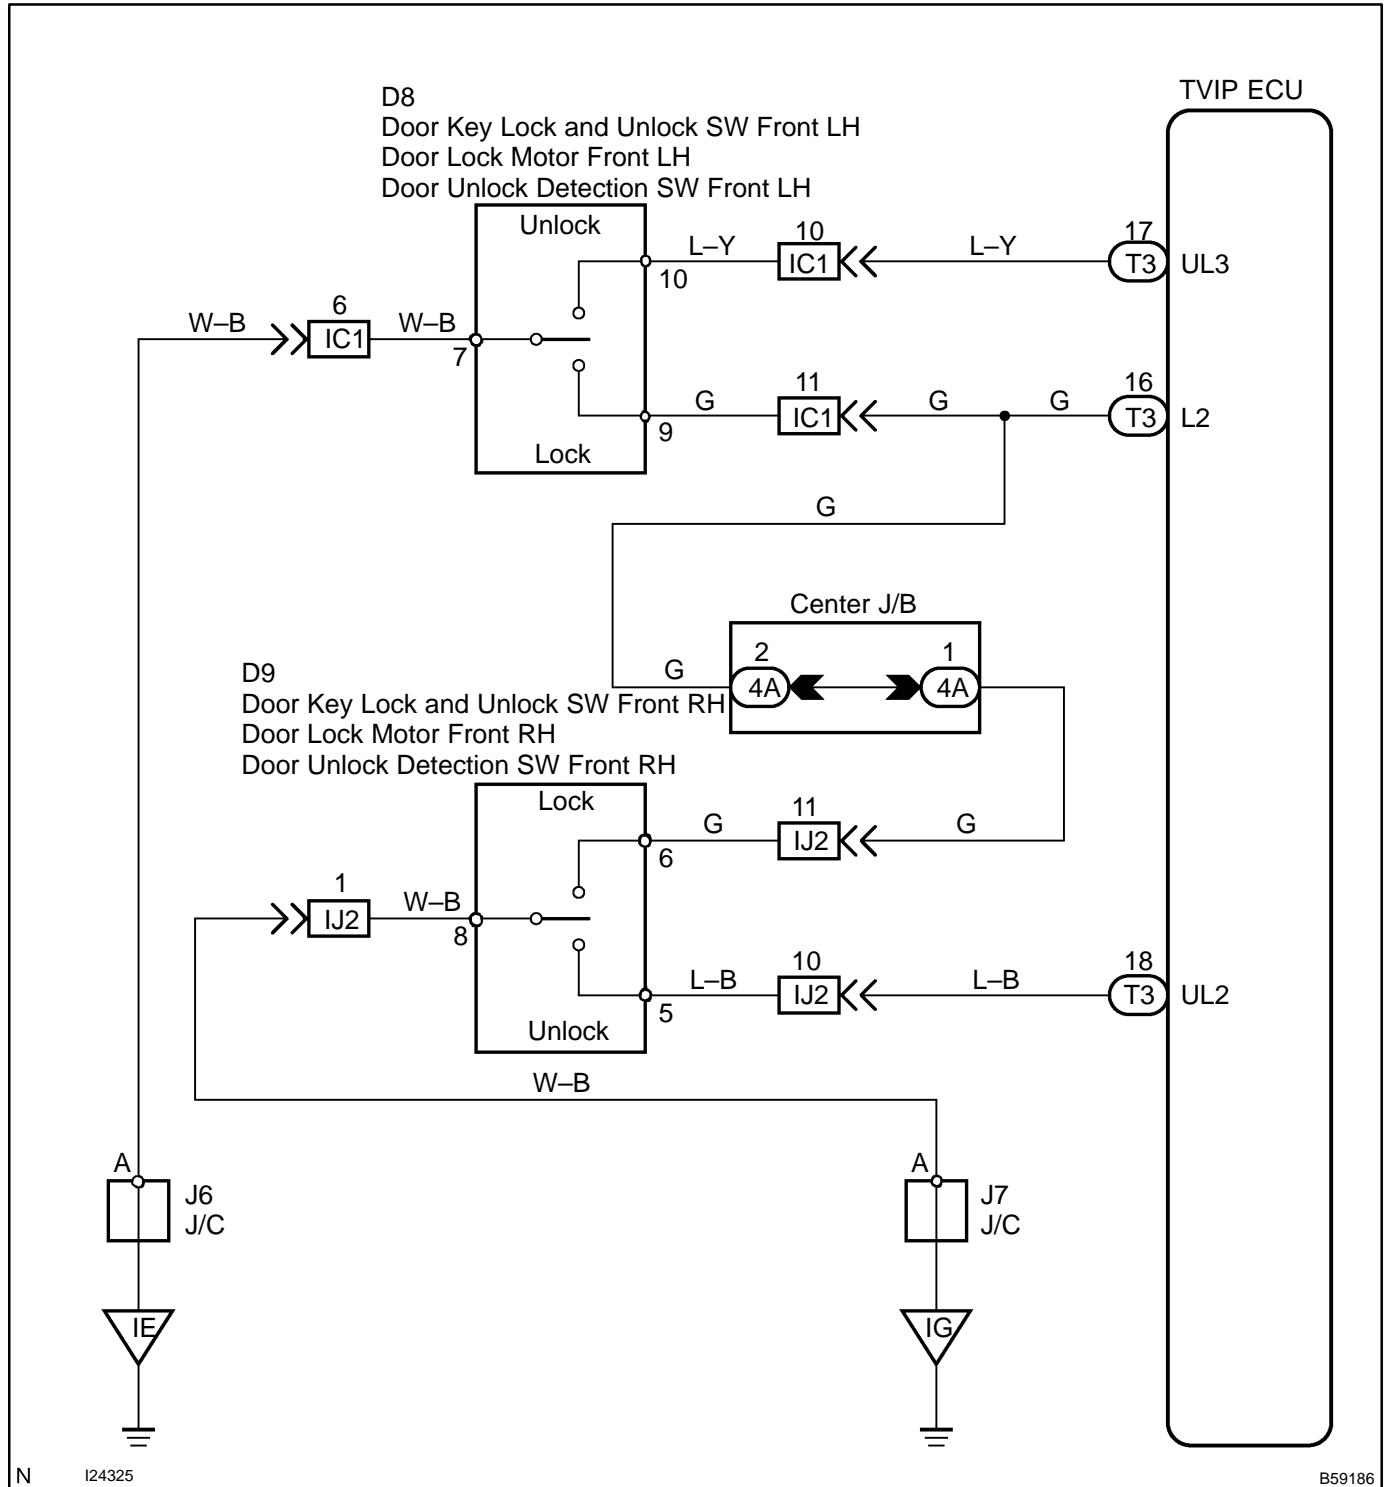 TVIP ECU
D8
Door Key Lock and Unlock SW Front LH
Door Lock Motor Front LH
Door Unlock Detection SW Front LH
Unlock
L–Y
10
IC1
L–Y
17
T3
UL3
10
W–B
6
IC1
W–B
7
G
11
IC1
G
G
16
T3
L2
9
Lock
G
Center J/B
2
4A
1
4A
G
D9
Door Key Lock and Unlock SW Front RH
Door Lock Motor Front RH
Door Unlock Detection SW Front RH
Lock
G
11
IJ2
G
6
1
IJ2
W–B
8
L–B
10
IJ2
L–B
18
T3
UL2
5
Unlock
W–B
A
J6
J/C
A
J7
J/C
IE
IG
N
I24325
B59186